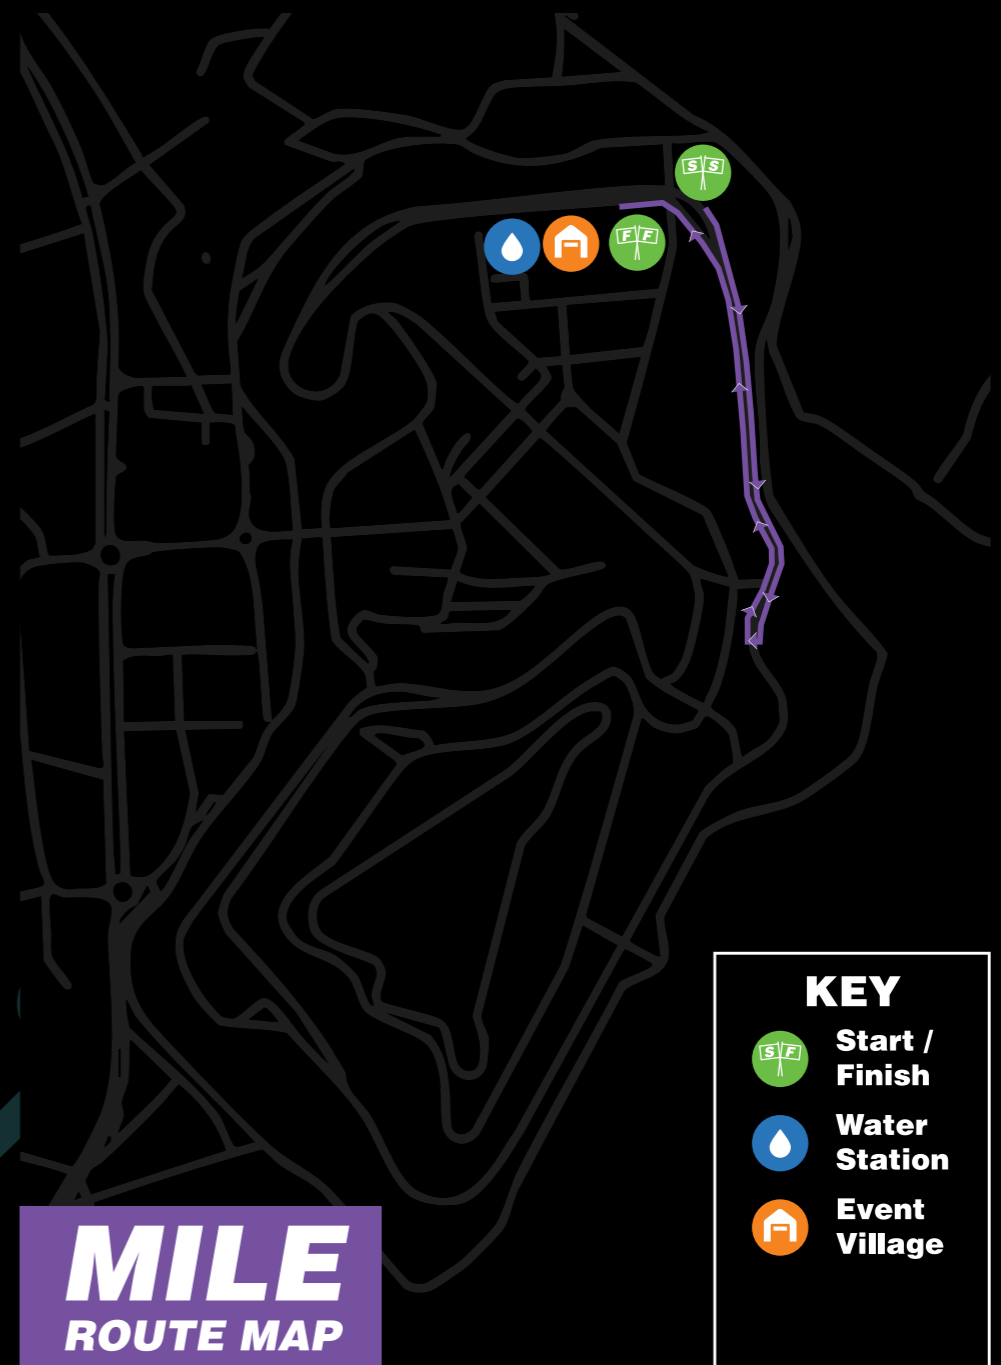 S S
F F
KEY
S F
Start /
Finish
Water
Station
Event
Village
MILE
ROUTE MAP